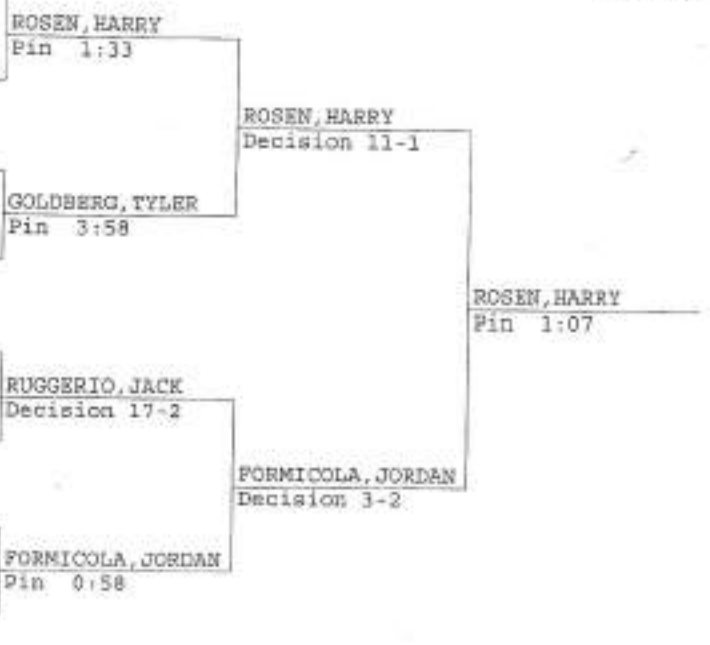 ROSEN, HARRY
Pin 1:33
ROSEN, HARRY
Decision 11-1
GOLDBERG, TYLER
Pin 3:58
ROSEN, HARRY
Pin 1:07
RUGGERIO, JACK
Decision 17-2
FORMICOLA, JORDAN
Decision 3-2
FORMICOLA, JORDAN
Pin 0:58